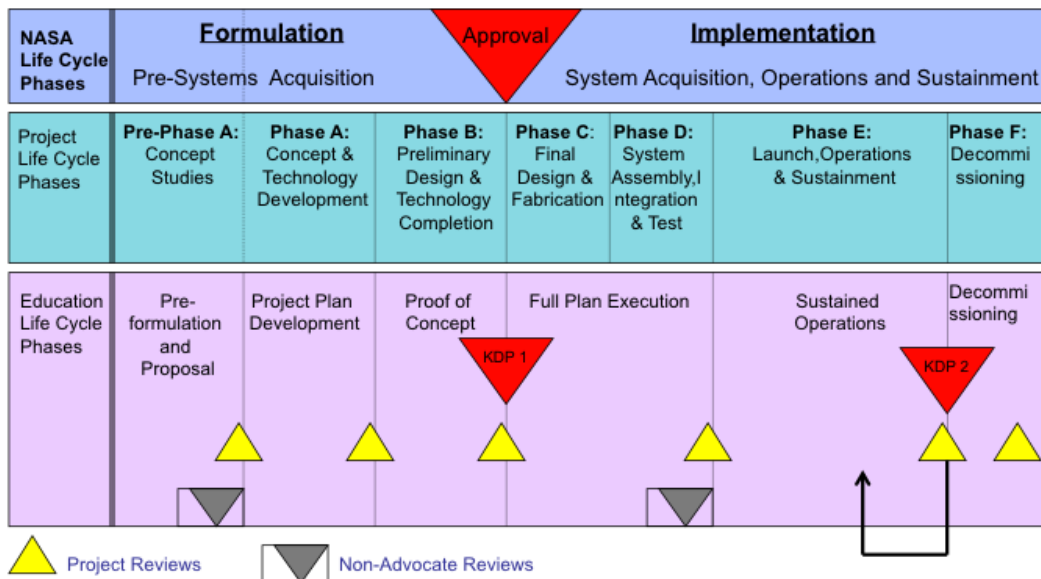 NASA
Life Cycle
Phases
Formulation
Pre-Systems Acquisition
Approval
Implementation
System Acquisition, Operations and Sustainment
Project
Life Cycle
Phases
Pre-Phase A:
Concept
Studies
Phase A:
Concept &
Technology
Development
Phase B:
Preliminary
Design &
Technology
Completion
Phase C:
Final
Design &
Fabrication
Phase D:
System
Assembly,I
ntegration
& Test
Phase E:
Launch,Operations
& Sustainment
Phase F:
Decommi
ssioning
Education
Life Cycle
Phases
Pre-
formulation
and
Proposal
Project Plan
Development
Proof of
Concept
KDP 1
Full Plan Execution
Sustained
Operations
KDP 2
Decommi
ssioning
Project Reviews
Non-Advocate Reviews